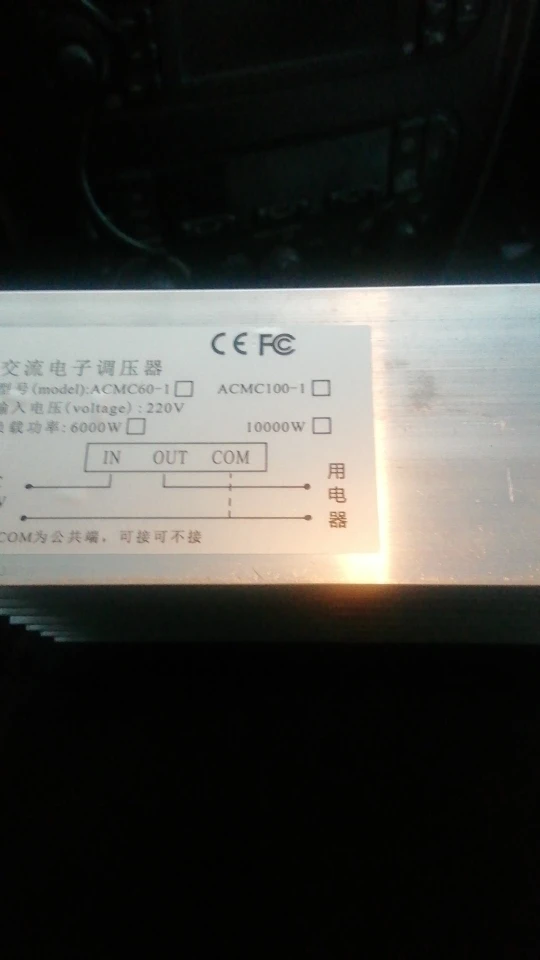 CE FC
交流电子调压器
型号(model):ACMC60-1□ ACMC100-1□
输入电压(voltage):220V
负载功率:6000W□ 10000W□
IN OUT COM
用电器
V
COM为公共端，可接可不接